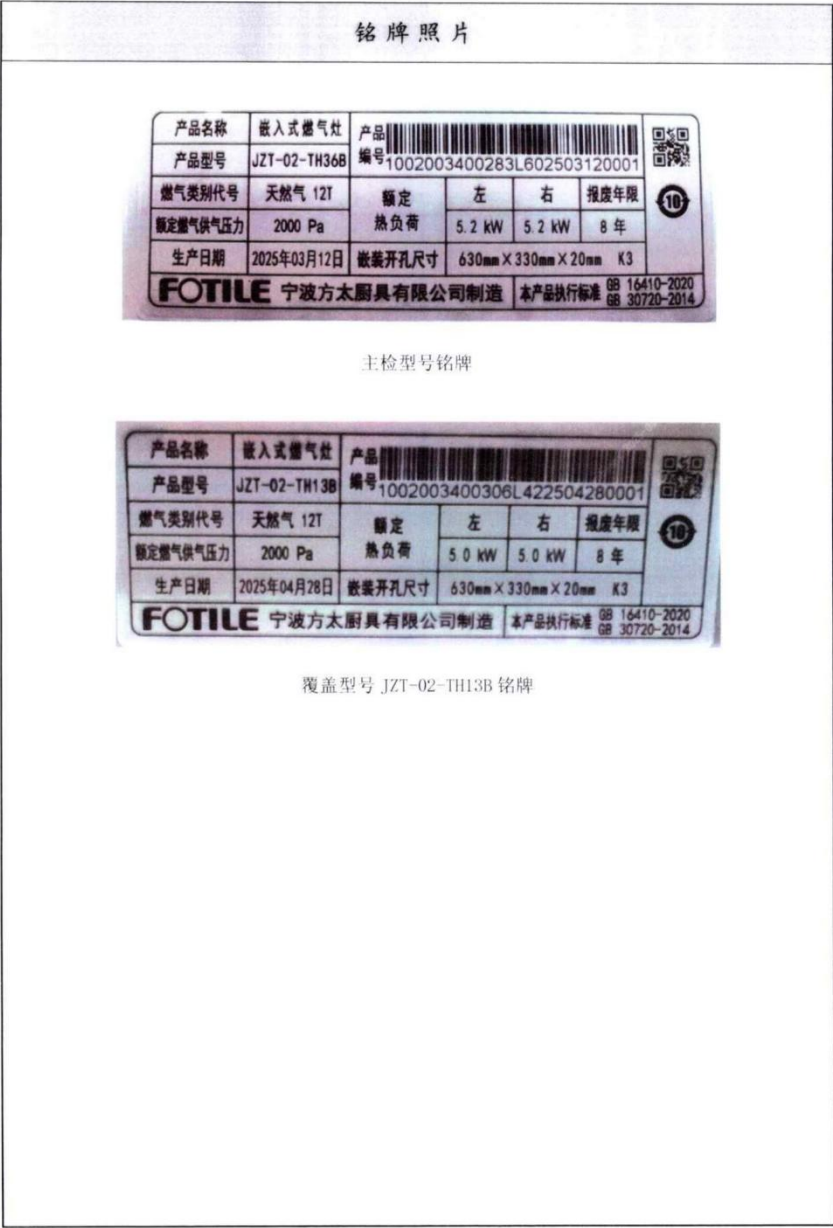 铭牌照片
产品名称 嵌入式燃气灶 产品编号 1002003400283L602503120001
产品型号 JZT-02-TH36B
燃气类别代号 天然气 12T 额定热负荷 左 右 报废年限
额定燃气供气压力 2000 Pa 5.2 kW 5.2 kW 8 年
10
生产日期 2025年03月12日 嵌装开孔尺寸 630mm×330mm×20mm K3
FOTILE 宁波方太厨具有限公司制造 本产品执行标准 GB 16410-2020
GB 30720-2014
主检型号铭牌
产品名称 嵌入式燃气灶 产品编号 1002003400306L422504280001
产品型号 JZT-02-TH13B
燃气类别代号 天然气 12T 额定热负荷 左 右 报废年限
额定燃气供气压力 2000 Pa 5.0 kW 5.0 kW 8 年
10
生产日期 2025年04月28日 嵌装开孔尺寸 630mm×330mm×20mm K3
FOTILE 宁波方太厨具有限公司制造 本产品执行标准 GB 16410-2020
GB 30720-2014
覆盖型号 JZT-02-TH13B 铭牌